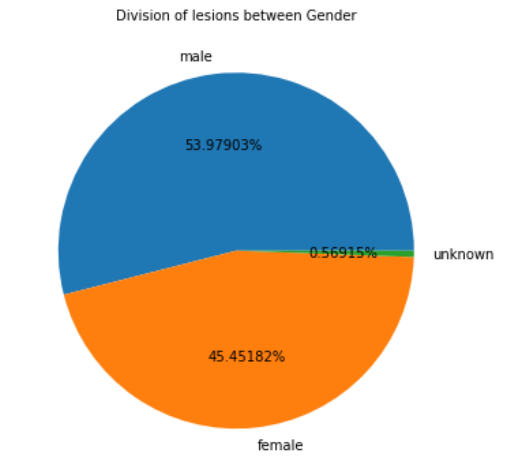 Division of lesions between Gender
male
53.97903%
0.56915%
unknown
45.45182%
female